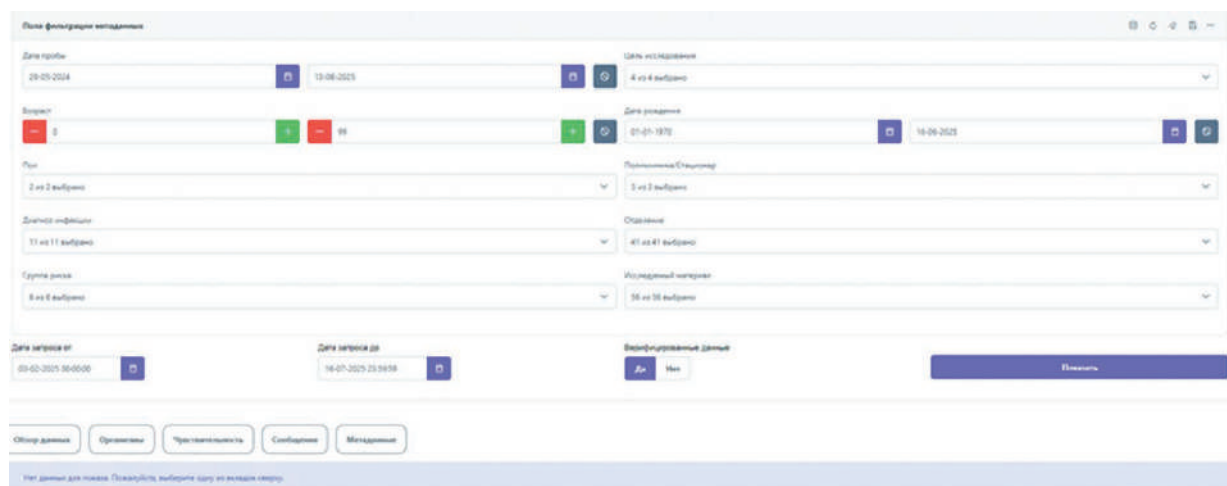 Поля фильтрации метаданных
Дата пробы
Цель исследования
28-05-2024
13-06-2025
4 из 4 выбрано
Возраст
Дата рождения
0
99
01-01-1970
16-06-2025
Пол
Поликлиника/Стационар
2 из 2 выбрано
3 из 3 выбрано
Диагноз инфекции
Отделение
11 из 11 выбрано
41 из 41 выбрано
Группа риска
Исследуемый материал
6 из 6 выбрано
56 из 56 выбрано
Дата запроса от
Дата запроса до
Верифицированные данные
03-02-2025 00:00:00
16-07-2025 23:59:59
Да
Нет
Показать
Обзор данных
Организмы
Чувствительность
Сообщения
Метаданные
Нет данных для показа. Пожалуйста, выберите одну из вкладок сверху.